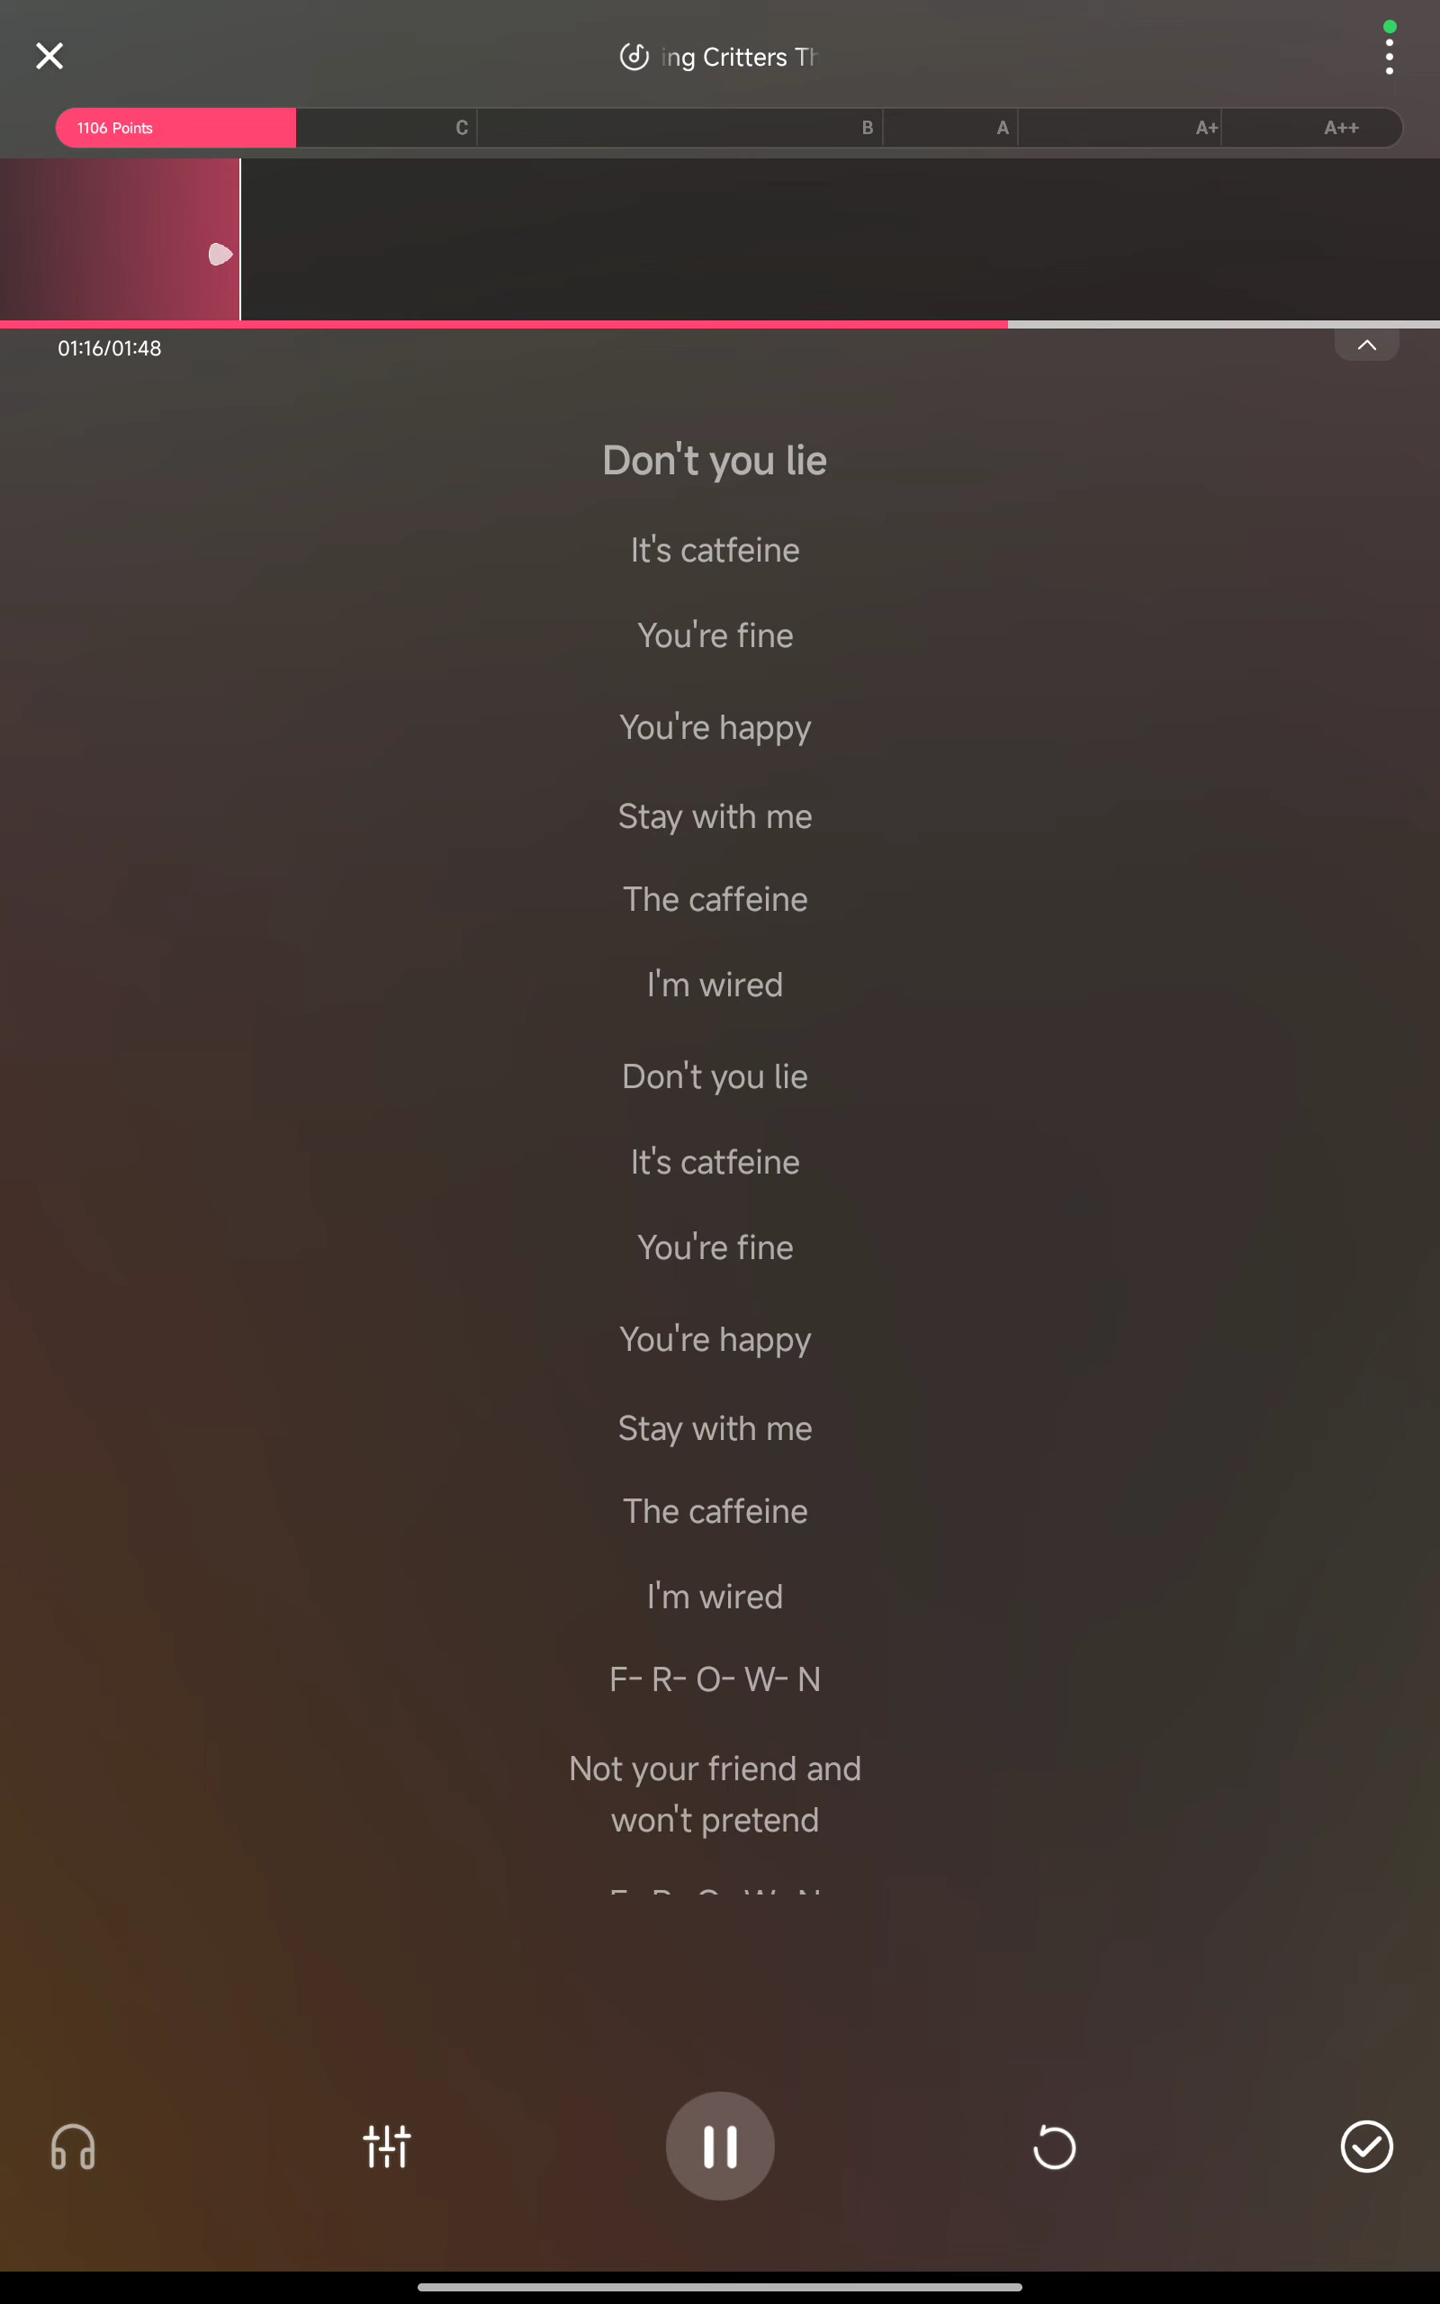 ing Critters Th
1106 Points
C
B
A
A+
A++
01:16/01:48
Don't you lie
It's catfeine
You're fine
You're happy
Stay with me
The caffeine
I'm wired
Don't you lie
It's catfeine
You're fine
You're happy
Stay with me
The caffeine
I'm wired
F- R- O- W- N
Not your friend and
won't pretend